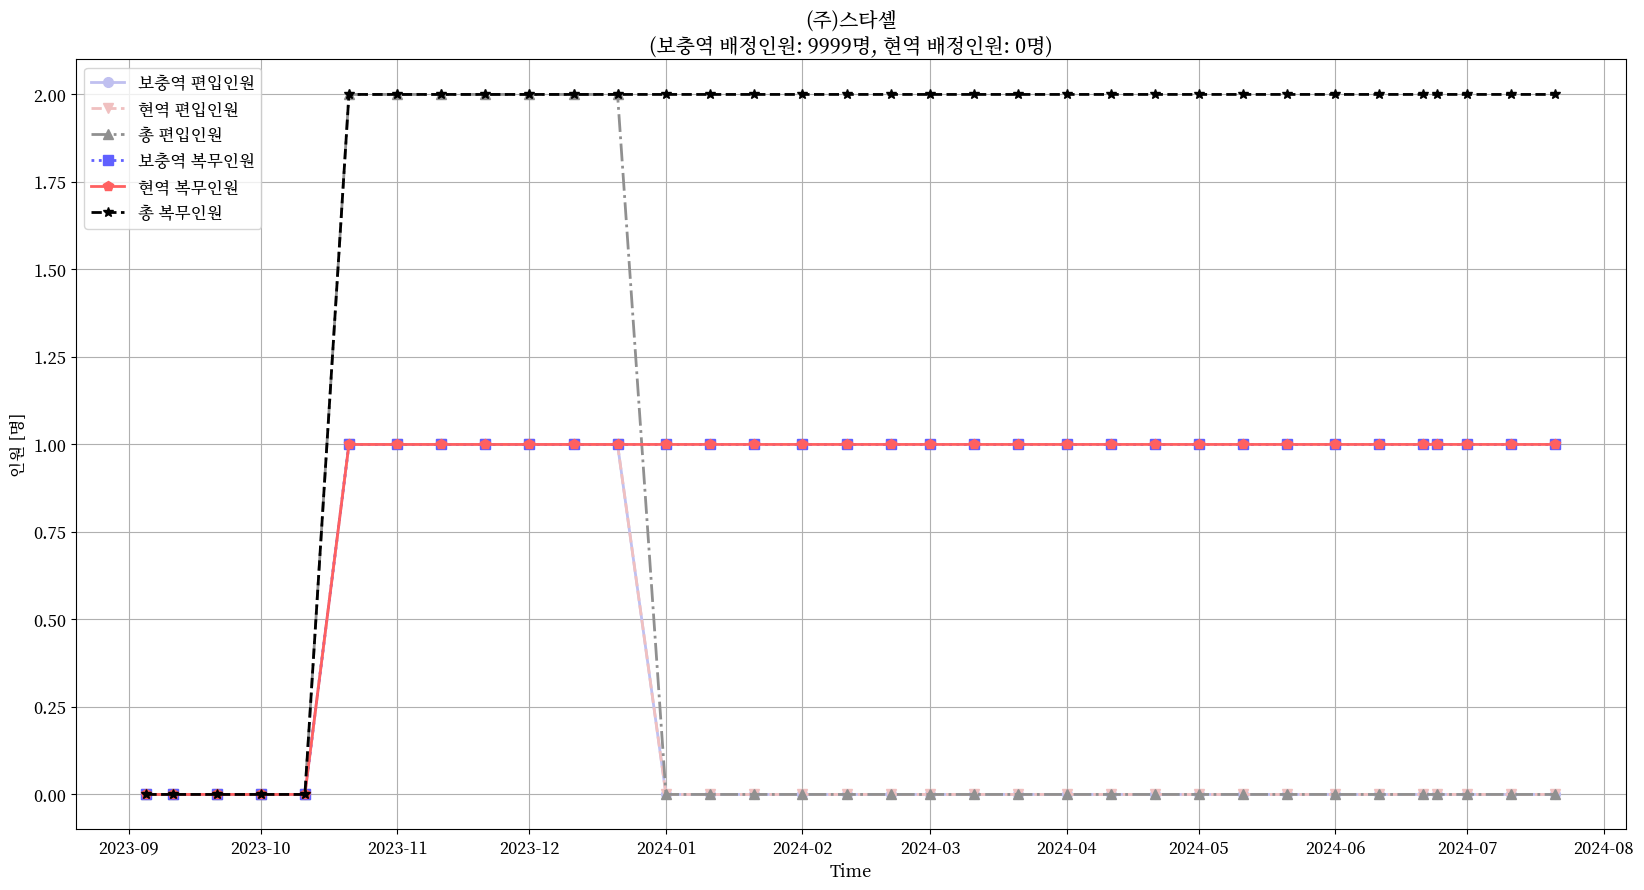 (주)스타셸
(보충역 배정인원: 9999명, 현역 배정인원: 0명)
보충역 편입인원
현역 편입인원
총 편입인원
보충역 복무인원
현역 복무인원
총 복무인원
인원 [명]
2.00
1.75
1.50
1.25
1.00
0.75
0.50
0.25
0.00
2023-09
2023-10
2023-11
2023-12
2024-01
2024-02
2024-03
2024-04
2024-05
2024-06
2024-07
2024-08
Time